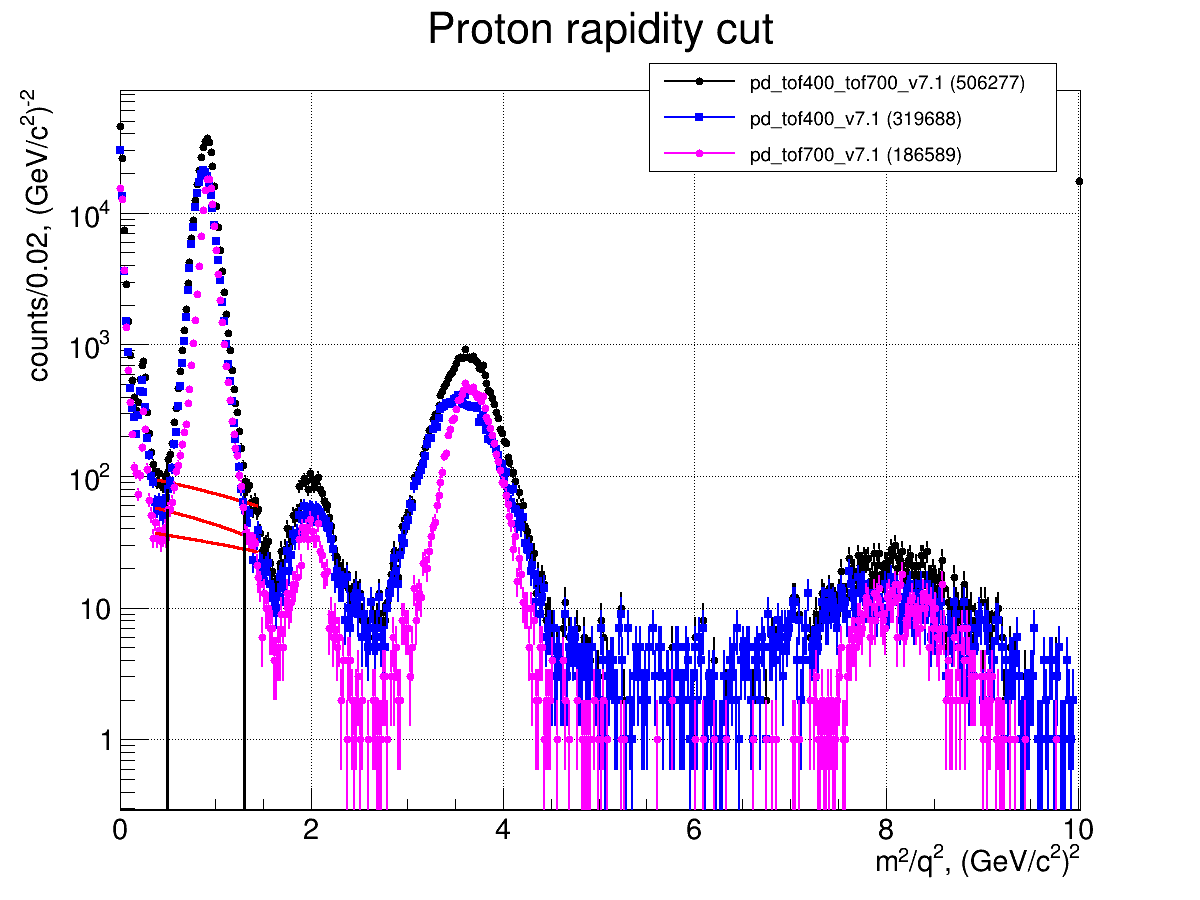 Proton rapidity cut
pd_tof400_tof700_v7.1 (506277)
pd_tof400_v7.1 (319688)
pd_tof700_v7.1 (186589)
counts/0.02, (GeV/c²)⁻²
10⁴
10³
10²
10
1
0 2 4 6 8 10
m²/q², (GeV/c²)²